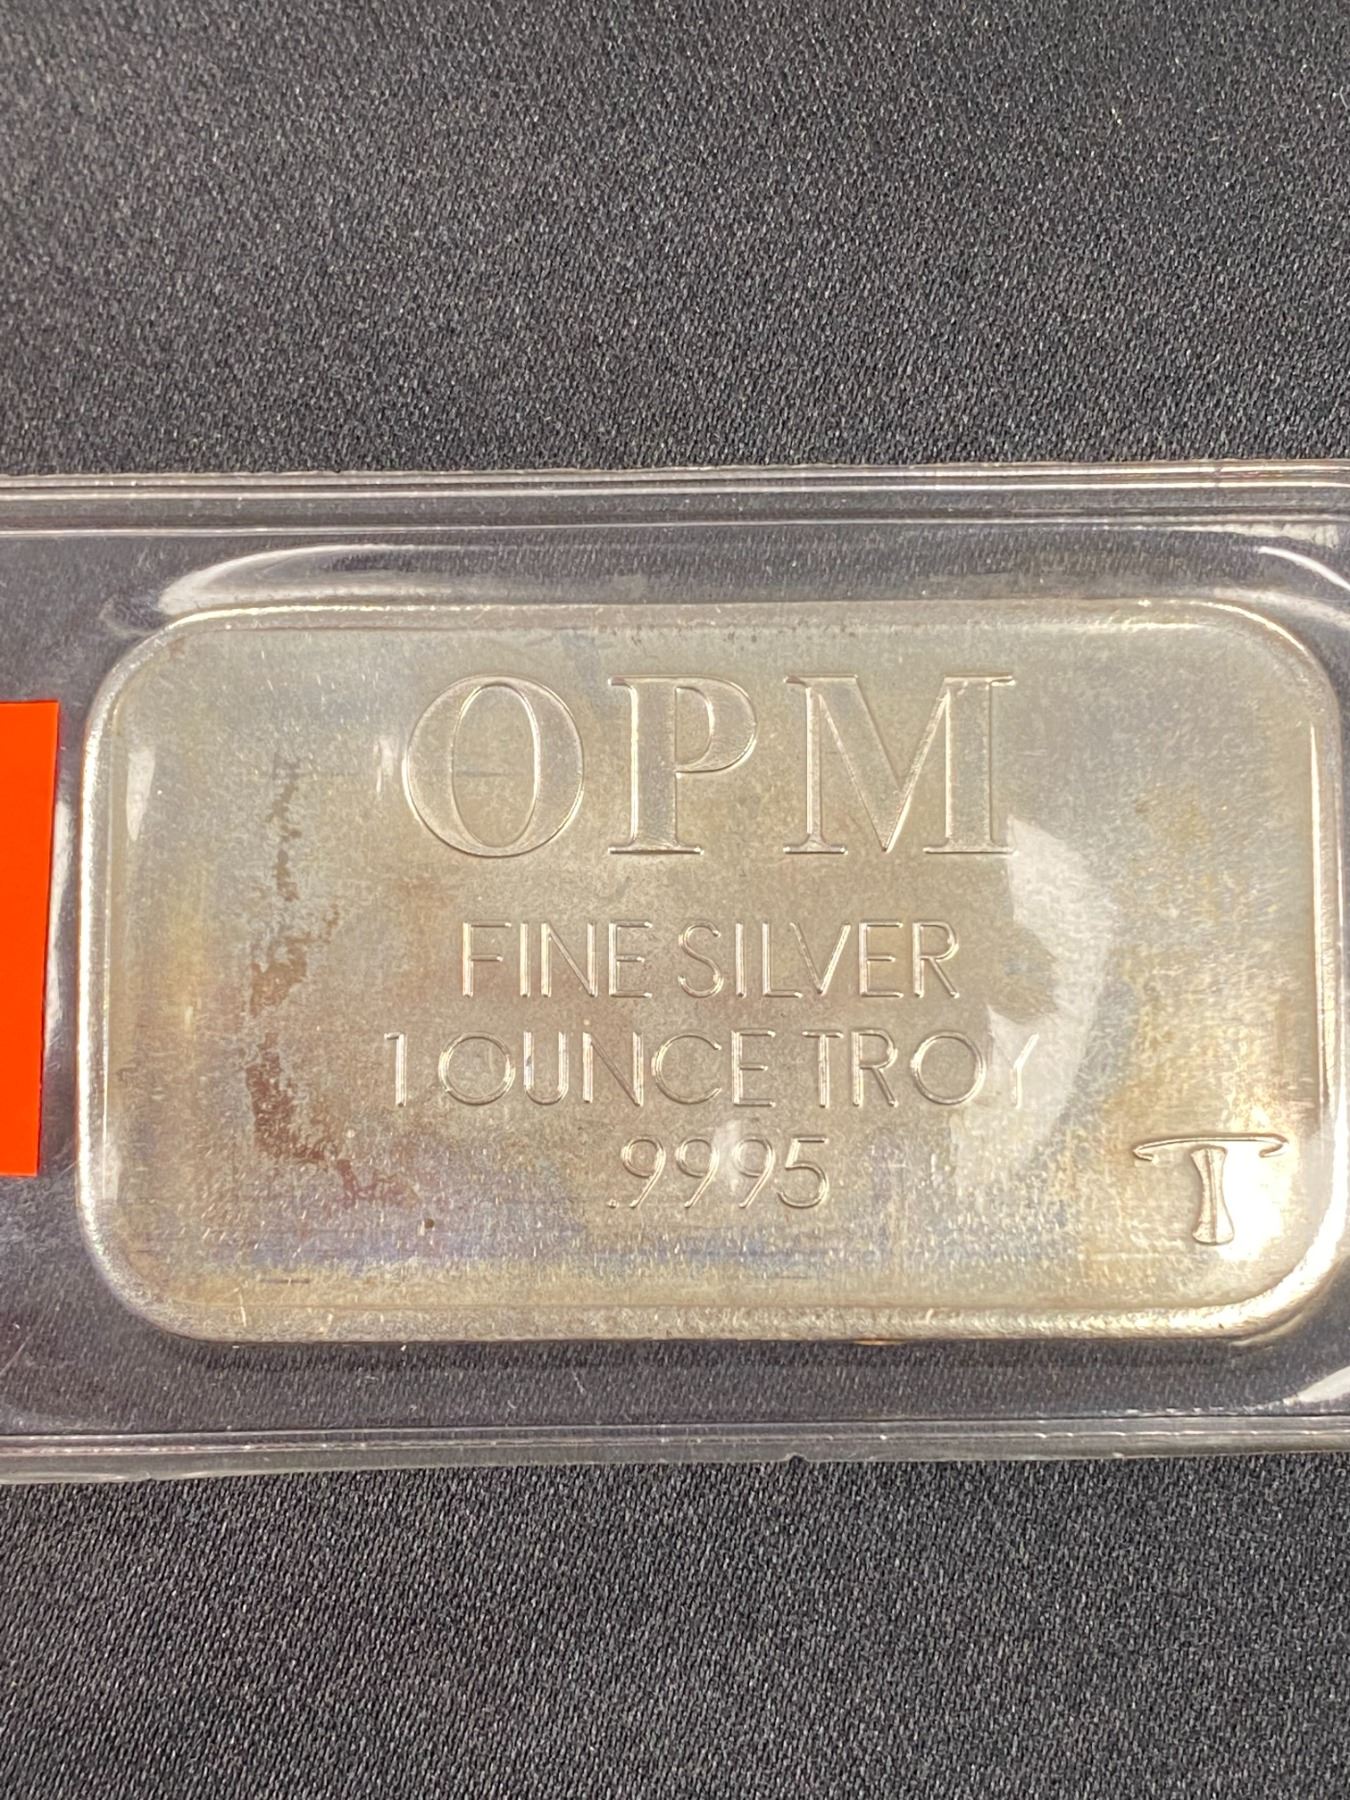 OPM
FINE SILVER
1 OUNCE TROY
.9995
T